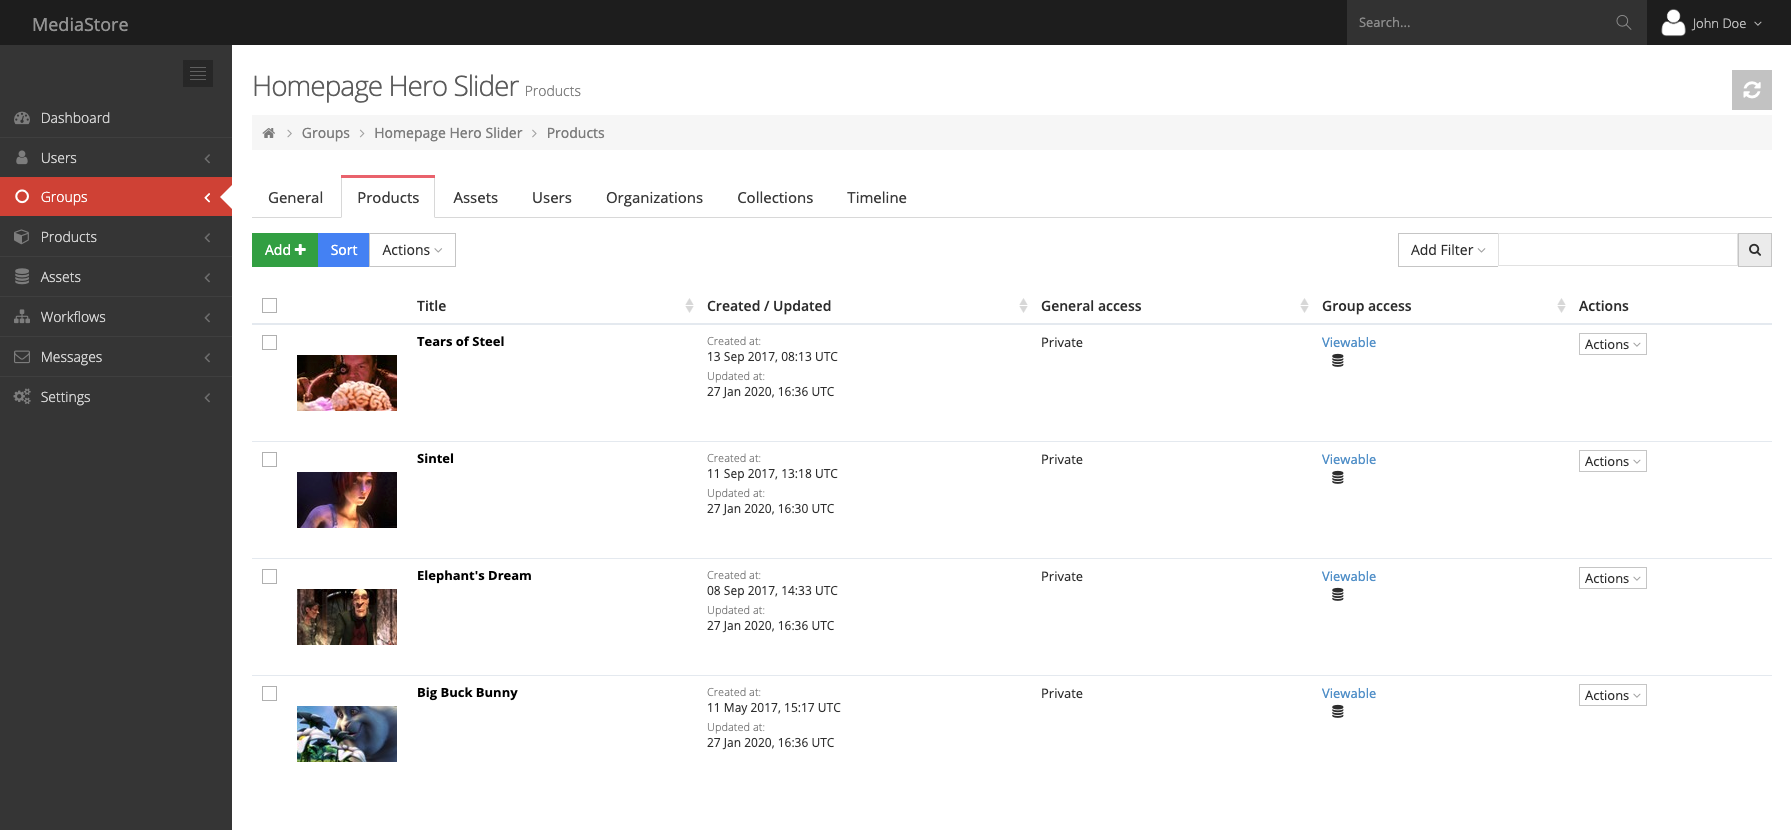 MediaStore
Search...
John Doe
Dashboard
Users
Groups
Products
Assets
Workflows
Messages
Settings
Homepage Hero Slider Products
Groups Homepage Hero Slider Products
General Products Assets Users Organizations Collections Timeline
Add Sort Actions
Add Filter
Title Created / Updated General access Group access Actions
Tears of Steel
Created at:
13 Sep 2017, 08:13 UTC
Updated at:
27 Jan 2020, 16:36 UTC
Private
Viewable
Actions
Sintel
Created at:
11 Sep 2017, 13:18 UTC
Updated at:
27 Jan 2020, 16:30 UTC
Private
Viewable
Actions
Elephant's Dream
Created at:
08 Sep 2017, 14:33 UTC
Updated at:
27 Jan 2020, 16:36 UTC
Private
Viewable
Actions
Big Buck Bunny
Created at:
11 May 2017, 15:17 UTC
Updated at:
27 Jan 2020, 16:36 UTC
Private
Viewable
Actions